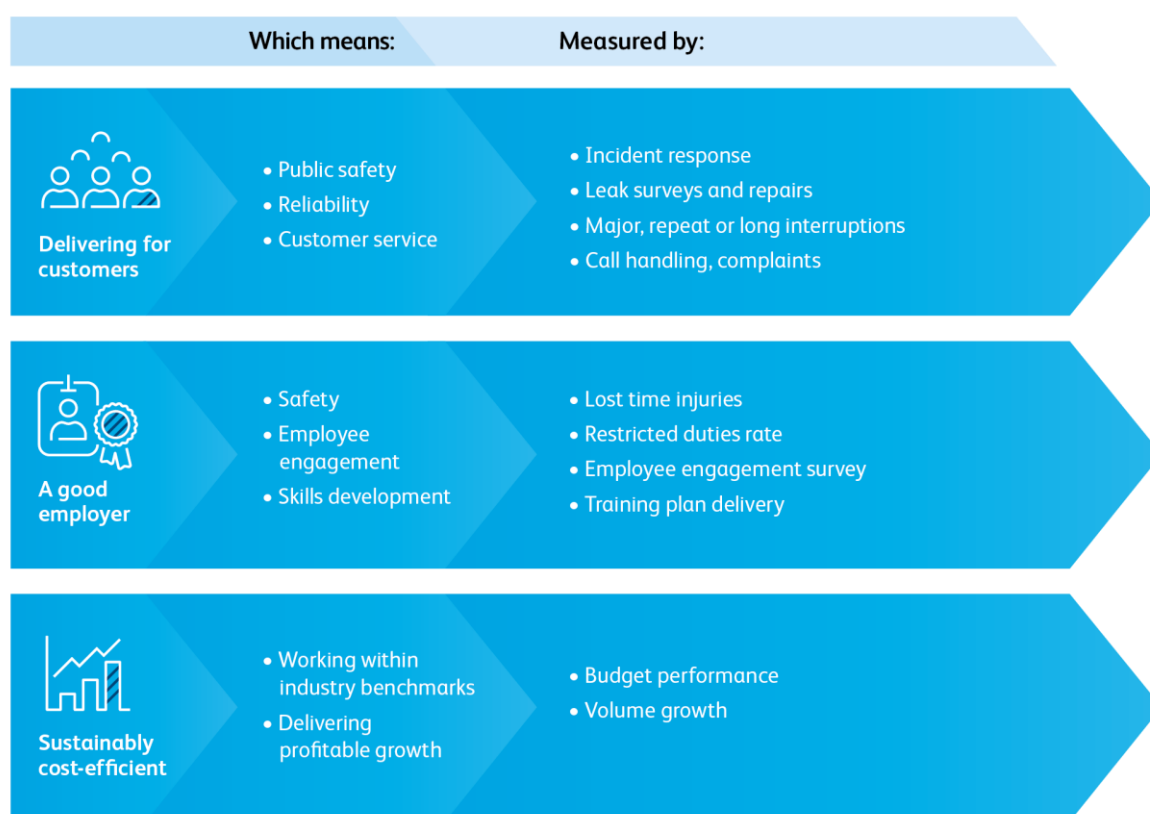 Which means:
Measured by:
Delivering for
customers
• Public safety
• Reliability
• Customer service
• Incident response
• Leak surveys and repairs
• Major, repeat or long interruptions
• Call handling, complaints
A good
employer
• Safety
• Employee
engagement
• Skills development
• Lost time injuries
• Restricted duties rate
• Employee engagement survey
• Training plan delivery
Sustainably
cost-efficient
• Working within
industry benchmarks
• Delivering
profitable growth
• Budget performance
• Volume growth